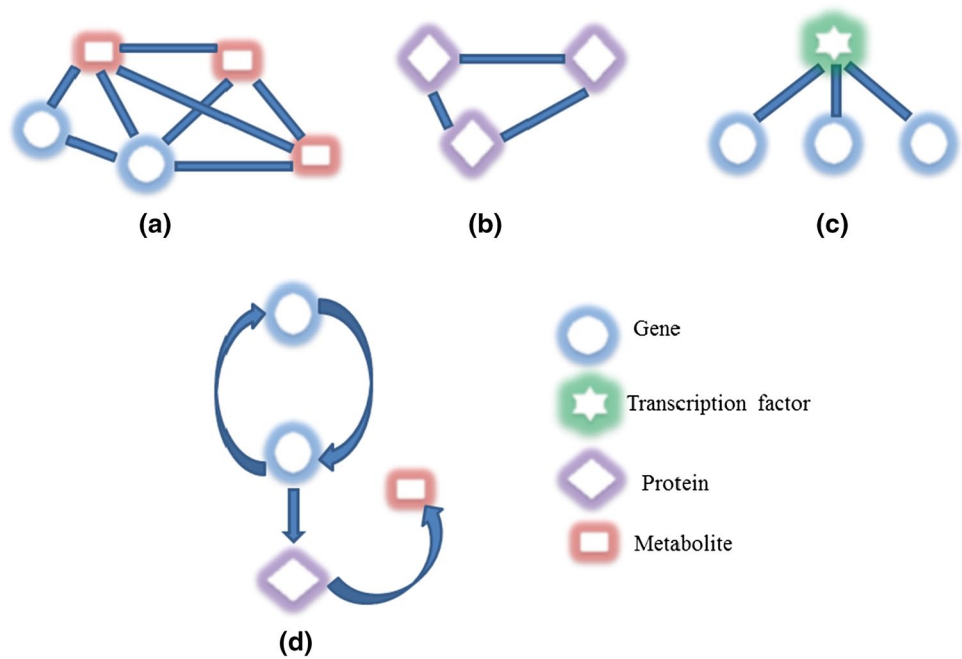 (a)
(b)
(c)
(d)
Gene
Transcription factor
Protein
Metabolite